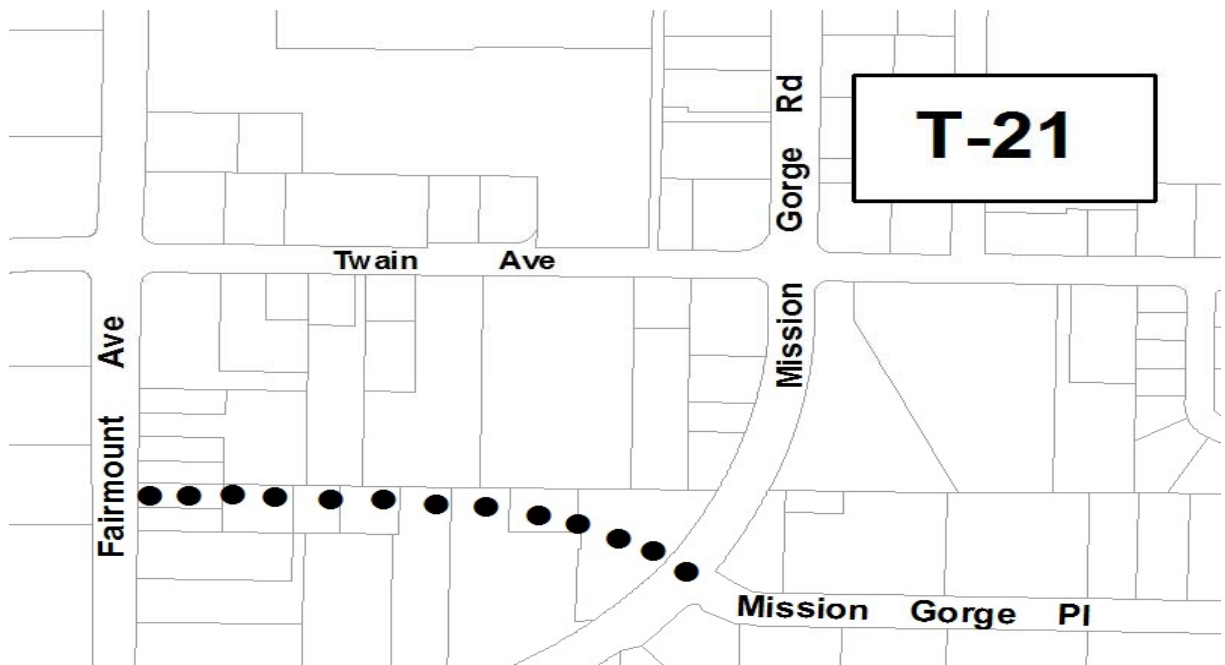 T-21
Mission Gorge Rd
Twain Ave
Fairmount Ave
Mission Gorge Pl